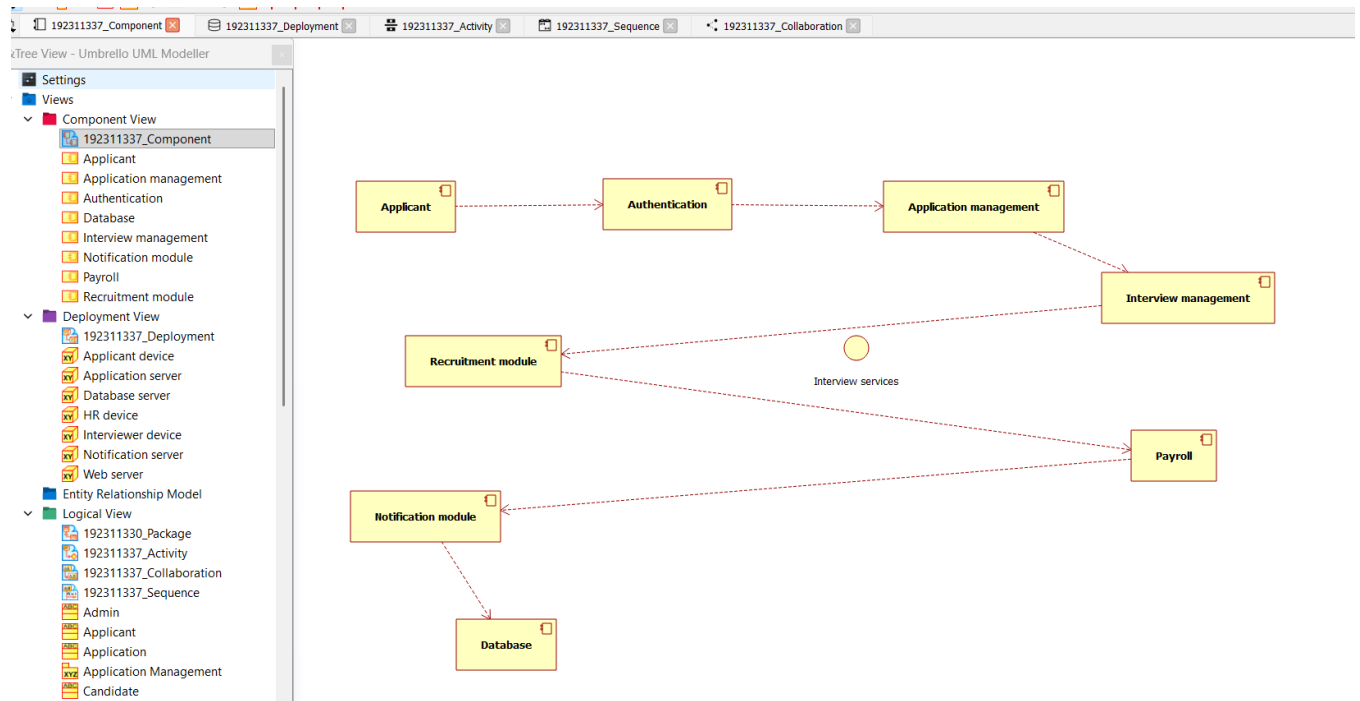 192311337_Component
192311337_Deployment
192311337_Activity
192311337_Sequence
192311337_Collaboration
Tree View - Umbrello UML Modeller
Settings
Views
Component View
192311337_Component
Applicant
Application management
Authentication
Database
Interview management
Notification module
Payroll
Recruitment module
Deployment View
192311337_Deployment
Applicant device
Application server
Database server
HR device
Interviewer device
Notification server
Web server
Entity Relationship Model
Logical View
192311330_Package
192311337_Activity
192311337_Collaboration
192311337_Sequence
Admin
Applicant
Application
Application Management
Candidate
Applicant
Authentication
Application management
Interview management
Recruitment module
Interview services
Payroll
Notification module
Database